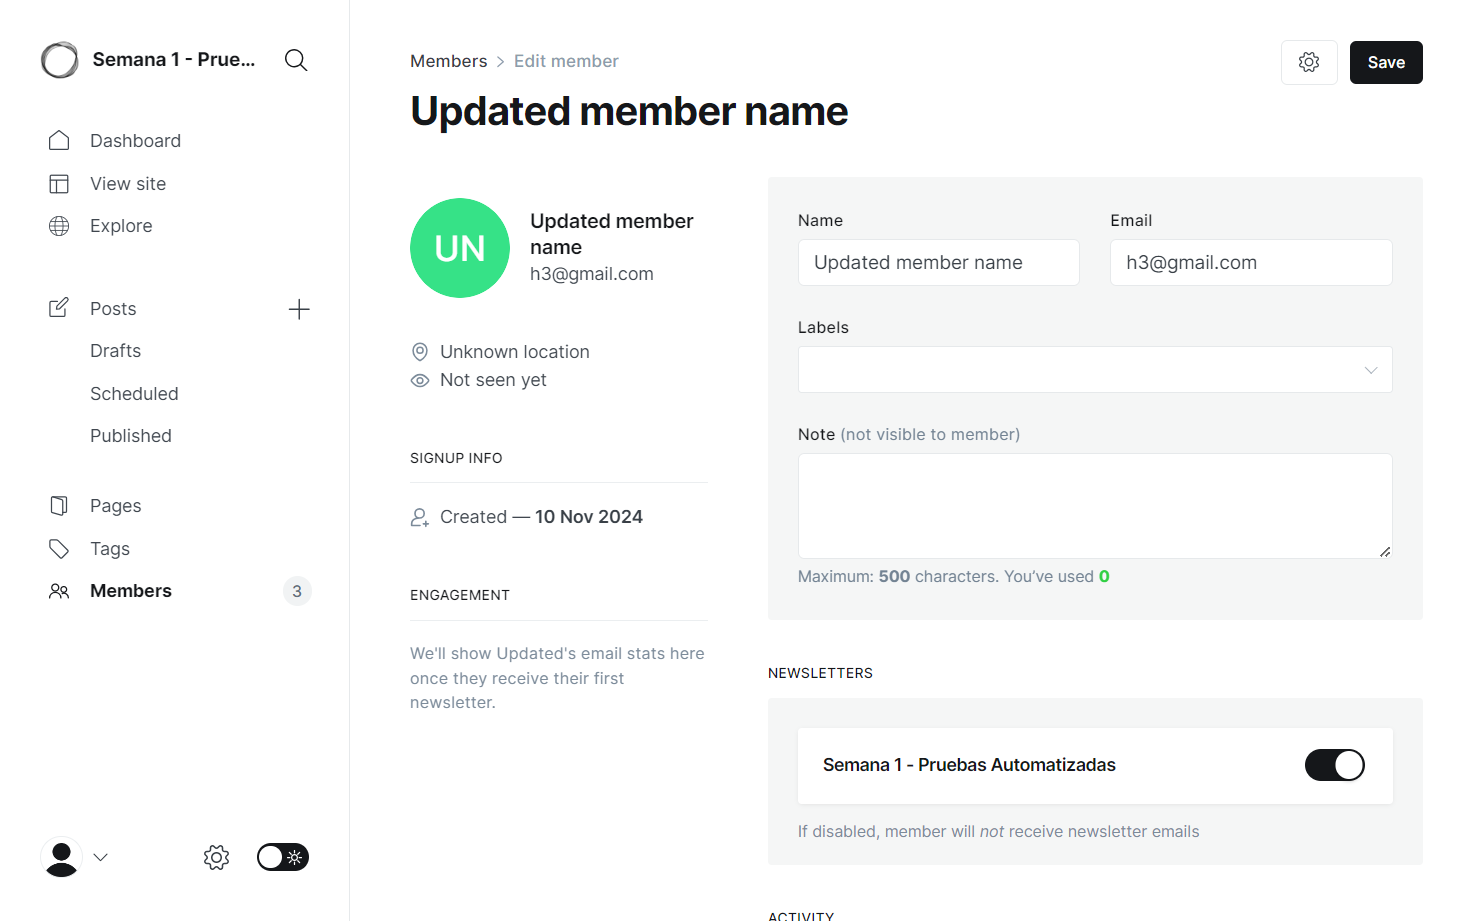 Semana 1 - Prue...
Dashboard
View site
Explore
Posts
Drafts
Scheduled
Published
Pages
Tags
Members
3
Members > Edit member
Save
Updated member name
UN
Updated member
name
h3@gmail.com
Unknown location
Not seen yet
SIGNUP INFO
Created — 10 Nov 2024
ENGAGEMENT
We'll show Updated's email stats here
once they receive their first
newsletter.
Name
Updated member name
Email
h3@gmail.com
Labels
Note (not visible to member)
Maximum: 500 characters. You've used 0
NEWSLETTERS
Semana 1 - Pruebas Automatizadas
If disabled, member will not receive newsletter emails
ACTIVITY